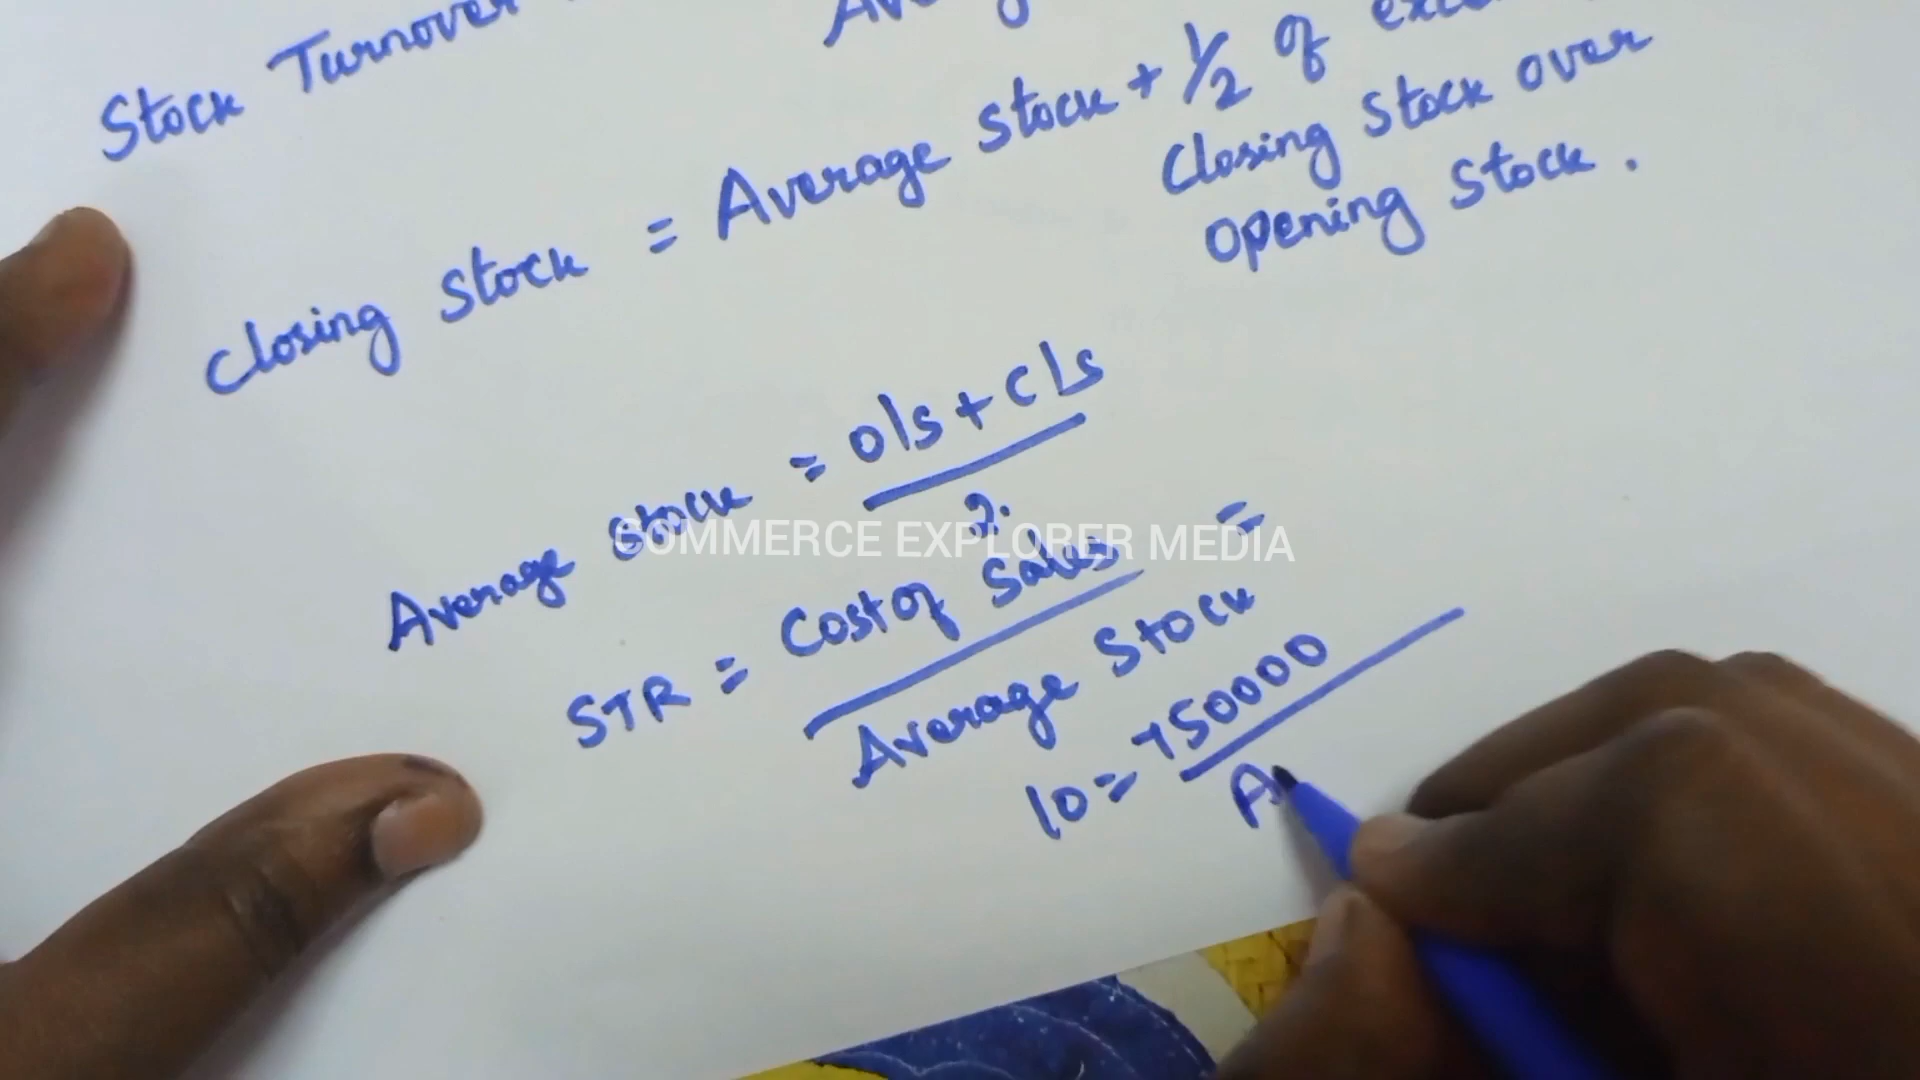 Stock Turnover
Closing Stock = Average Stock + 1/2 of
Closing Stock over
Opening Stock.
Average Stock = O/s + C/s
2.
STR = Cost of Sales =
Average Stock
10 = 750000
A
COMMERCE EXPLORER MEDIA